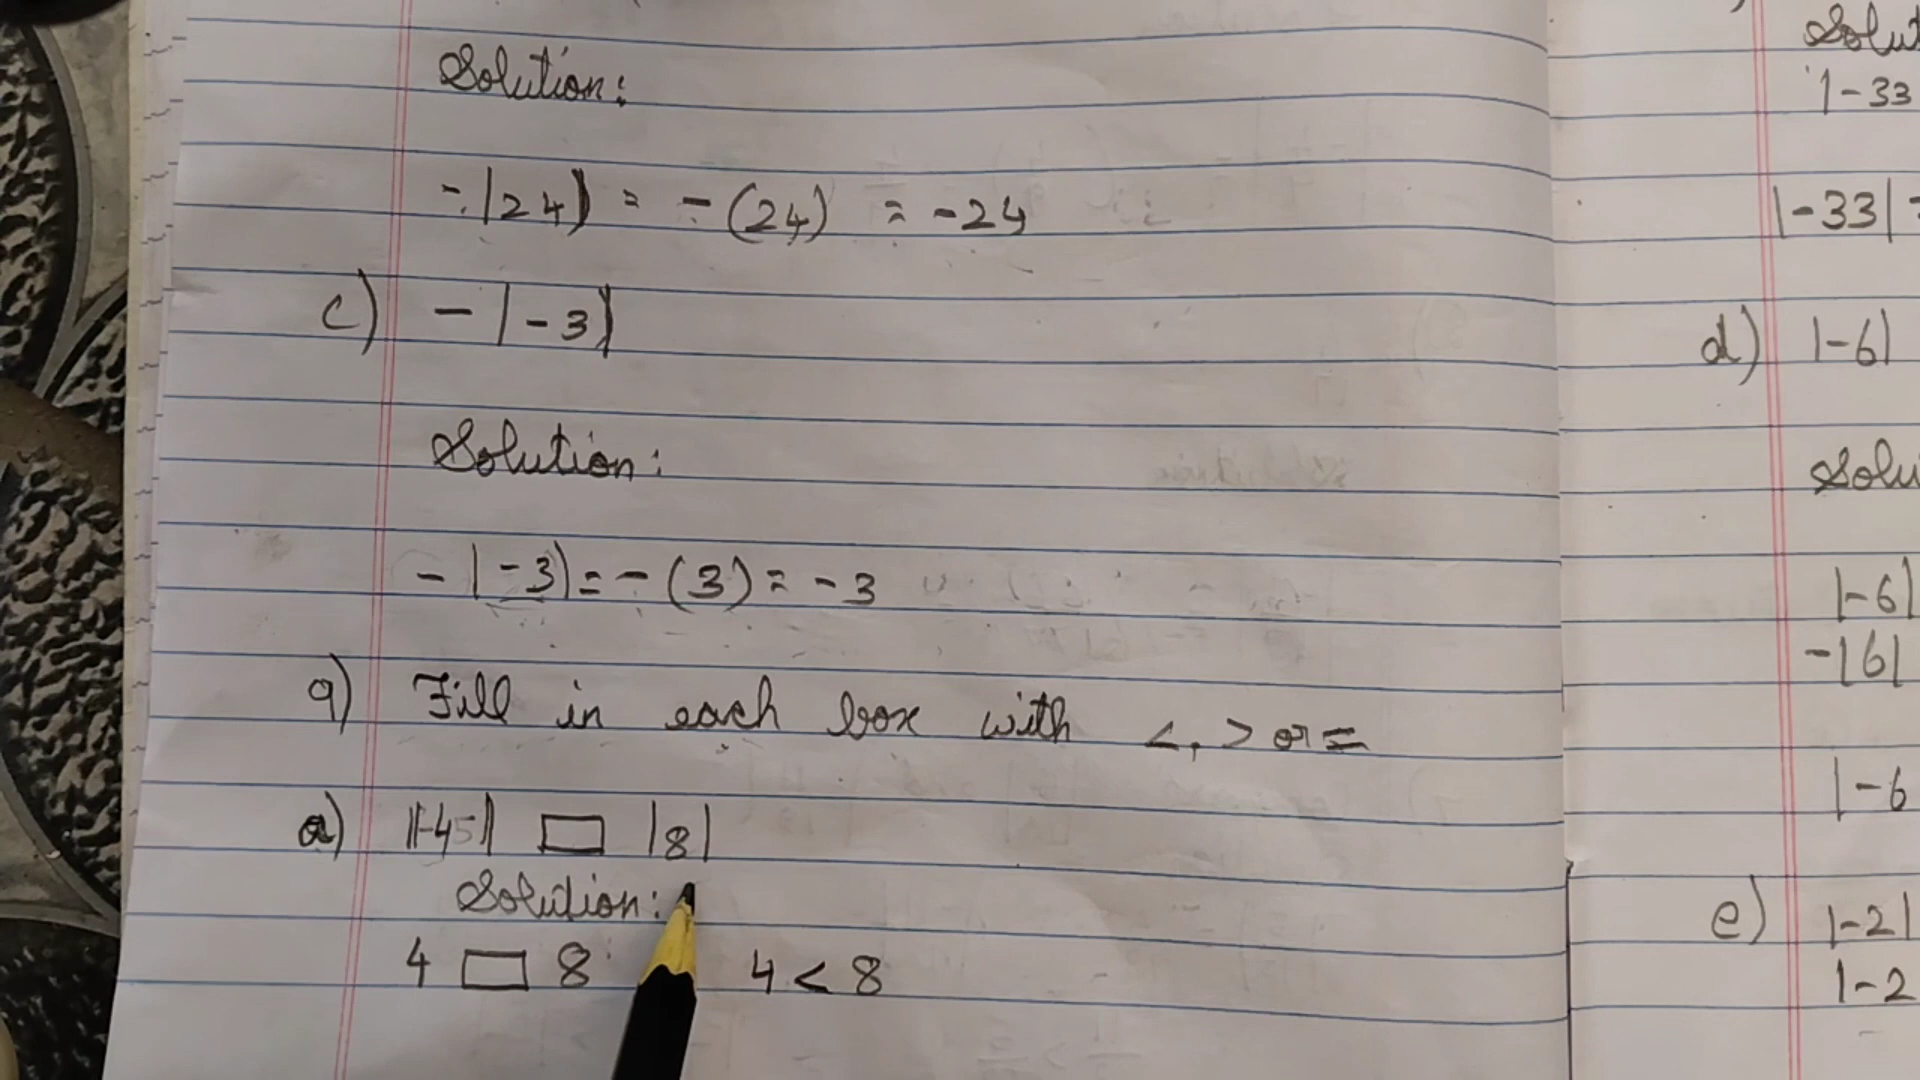 Solution:
-|24| = -(24) = -24
c) -|-3|
Solution:
-|-3| = -(3) = -3
9) Fill in each box with <, > or =
a) □ |8|
Solution:
4 □ 8 4 < 8
Solut
|-33
|-33| =
d) |-6|
Solu
|-6|
-|6|
|-6
e) |-2|
|-2